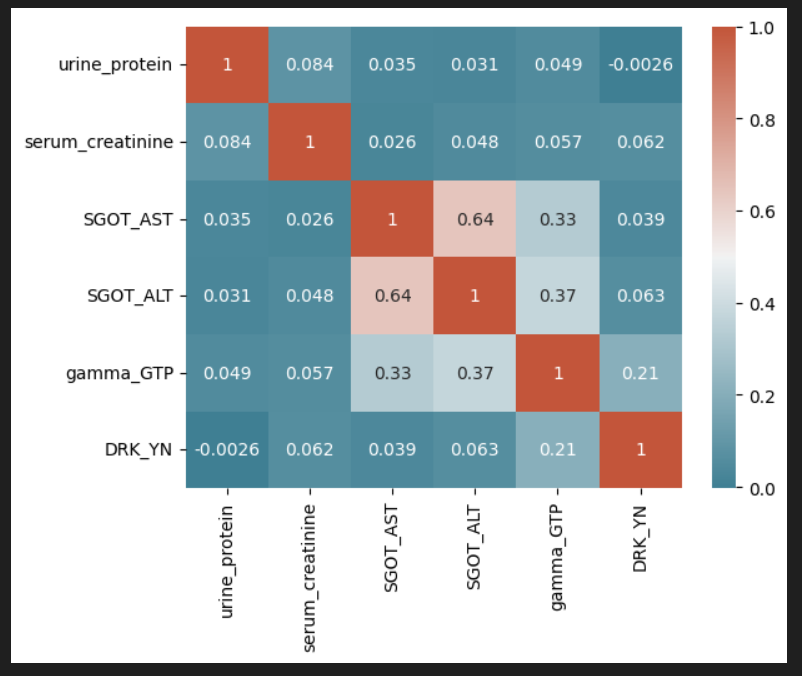 urine_protein 1 0.084 0.035 0.031 0.049 -0.0026
serum_creatinine 0.084 1 0.026 0.048 0.057 0.062
SGOT_AST 0.035 0.026 1 0.64 0.33 0.039
SGOT_ALT 0.031 0.048 0.64 1 0.37 0.063
gamma_GTP 0.049 0.057 0.33 0.37 1 0.21
DRK_YN -0.0026 0.062 0.039 0.063 0.21 1
urine_protein
serum_creatinine
SGOT_AST
SGOT_ALT
gamma_GTP
DRK_YN
1.0
0.8
0.6
0.4
0.2
0.0